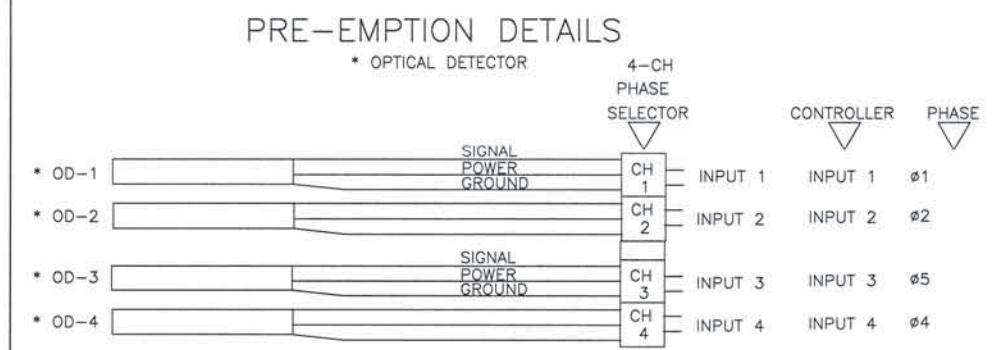 PRE-EMPTION DETAILS
* OPTICAL DETECTOR
4-CH
PHASE
SELECTOR
CONTROLLER
PHASE
SIGNAL
POWER
GROUND
* OD-1
CH
1
INPUT 1
INPUT 1
ø1
* OD-2
CH
2
INPUT 2
INPUT 2
ø2
SIGNAL
POWER
GROUND
* OD-3
CH
3
INPUT 3
INPUT 3
ø5
* OD-4
CH
4
INPUT 4
INPUT 4
ø4